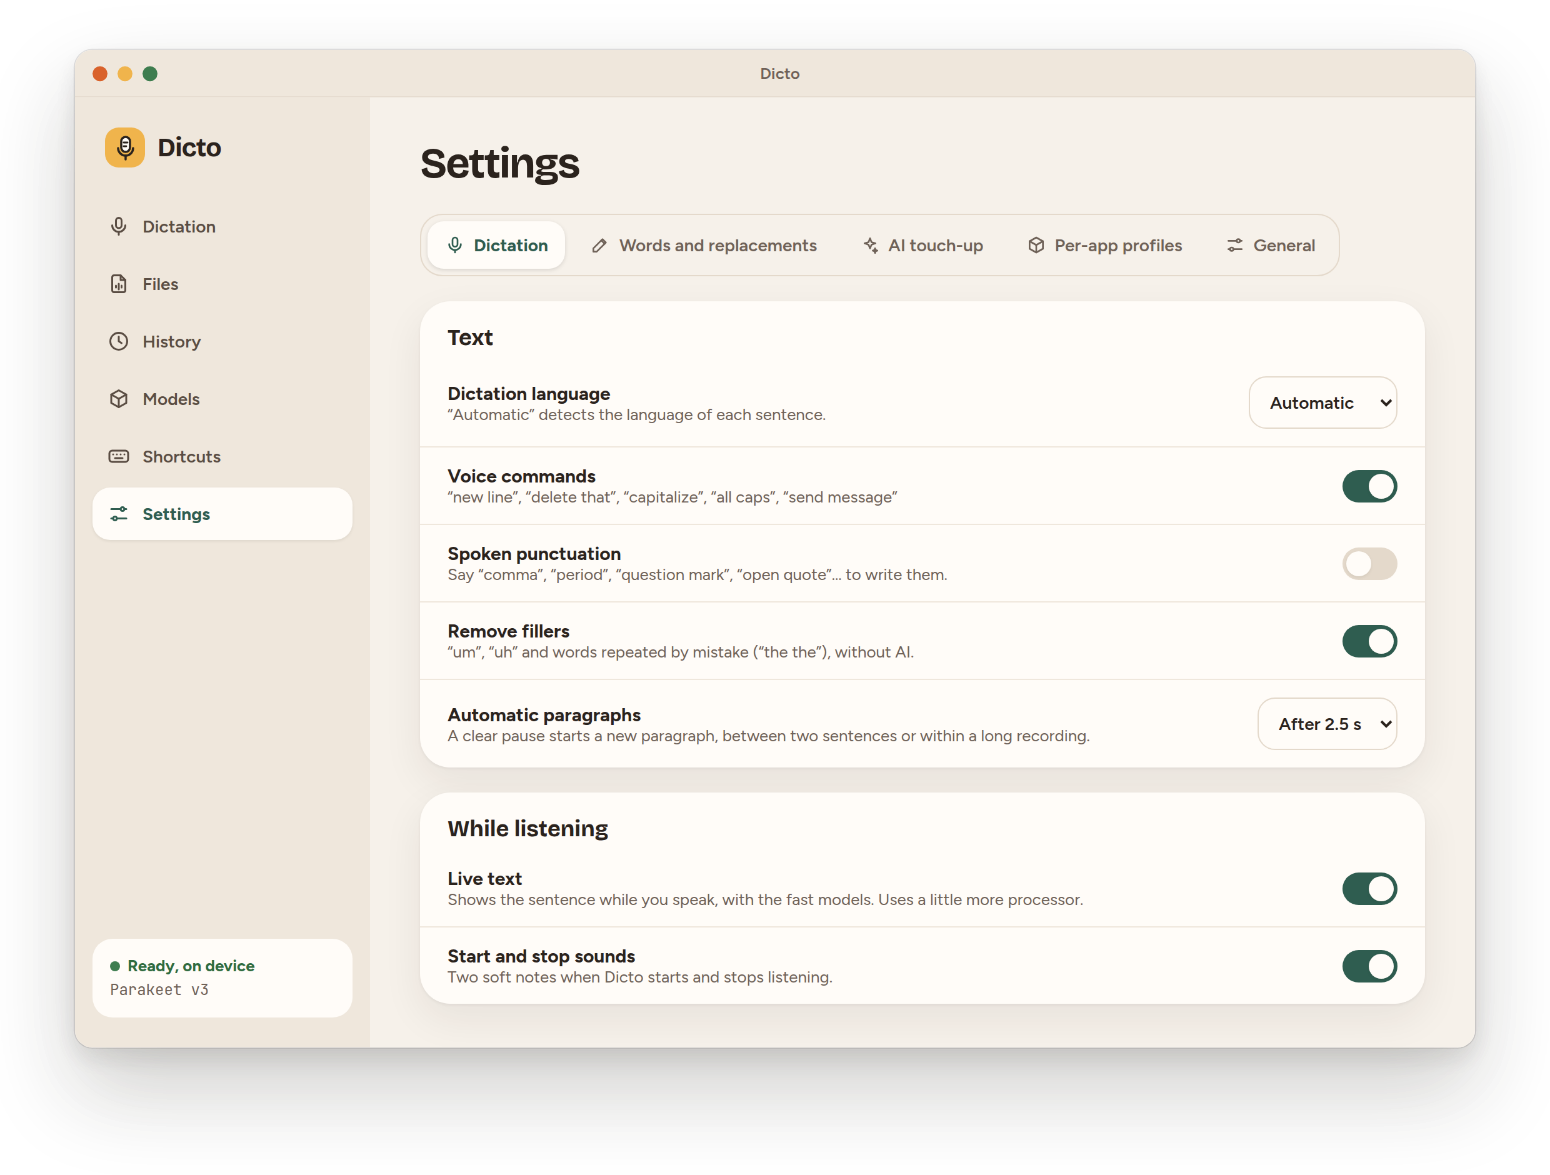 Dicto
Dicto
Dictation
Files
History
Models
Shortcuts
Settings
Ready, on device
Parakeet v3
Settings
Dictation
Words and replacements
AI touch-up
Per-app profiles
General
Text
Dictation language
“Automatic” detects the language of each sentence.
Automatic
Voice commands
“new line”, “delete that”, “capitalize”, “all caps”, “send message”
Spoken punctuation
Say “comma”, “period”, “question mark”, “open quote”… to write them.
Remove fillers
“um”, “uh” and words repeated by mistake (“the the”), without AI.
Automatic paragraphs
A clear pause starts a new paragraph, between two sentences or within a long recording.
After 2.5 s
While listening
Live text
Shows the sentence while you speak, with the fast models. Uses a little more processor.
Start and stop sounds
Two soft notes when Dicto starts and stops listening.